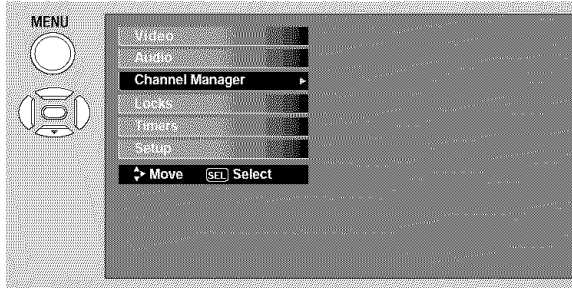 MENU
Video
Audio
Channel Manager
Locks
Timers
Setup
Move SEL Select